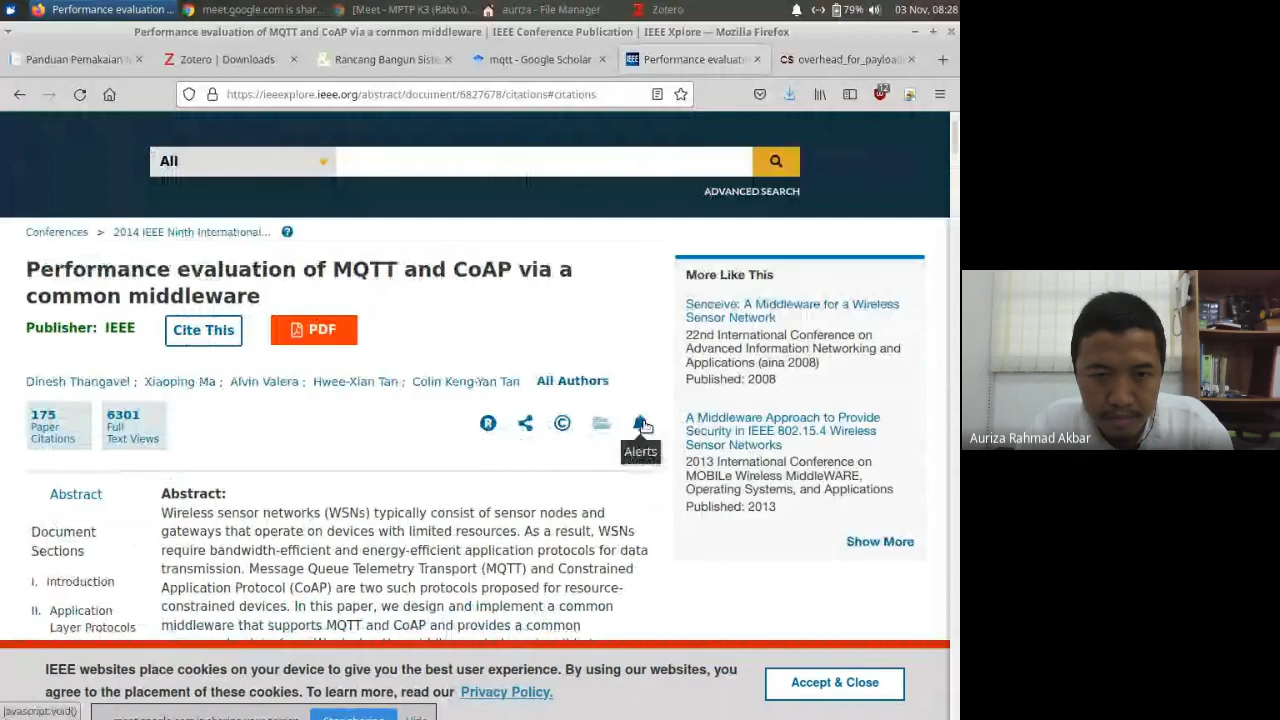 Performance evaluation ...
meet.google.com is shar...
[Meet - MPTP K3 (Rabu 0...
auriza - File Manager
Zotero
79%
03 Nov, 08:28
Performance evaluation of MQTT and CoAP via a common middleware | IEEE Conference Publication | IEEE Xplore — Mozilla Firefox
Panduan Pemakaian
Zotero | Downloads
Rancang Bangun Siste
mqtt - Google Scholar
Performance evaluati
overhead_for_payloa
https://ieeexplore.ieee.org/abstract/document/6827678/citations#citations
12
All
ADVANCED SEARCH
Conferences > 2014 IEEE Ninth International...
Performance evaluation of MQTT and CoAP via a
common middleware
Publisher: IEEE
Cite This
PDF
Dinesh Thangavel ; Xiaoping Ma ; Alvin Valera ; Hwee-Xian Tan ; Colin Keng-Yan Tan
All Authors
175
Paper
Citations
6301
Full
Text Views
Alerts
Abstract
Document
Sections
I. Introduction
II. Application
Layer Protocols
Abstract:
Wireless sensor networks (WSNs) typically consist of sensor nodes and
gateways that operate on devices with limited resources. As a result, WSNs
require bandwidth-efficient and energy-efficient application protocols for data
transmission. Message Queue Telemetry Transport (MQTT) and Constrained
Application Protocol (CoAP) are two such protocols proposed for resource-
constrained devices. In this paper, we design and implement a common
middleware that supports MQTT and CoAP and provides a common
More Like This
Senceive: A Middleware for a Wireless
Sensor Network
22nd International Conference on
Advanced Information Networking and
Applications (aina 2008)
Published: 2008
A Middleware Approach to Provide
Security in IEEE 802.15.4 Wireless
Sensor Networks
2013 International Conference on
MOBILe Wireless MiddleWARE,
Operating Systems, and Applications
Published: 2013
Show More
IEEE websites place cookies on your device to give you the best user experience. By using our websites, you
agree to the placement of these cookies. To learn more, read our Privacy Policy.
Accept & Close
javascript:void()
meet.google.com is sharing your screen.
Stop sharing
Hide
Auriza Rahmad Akbar